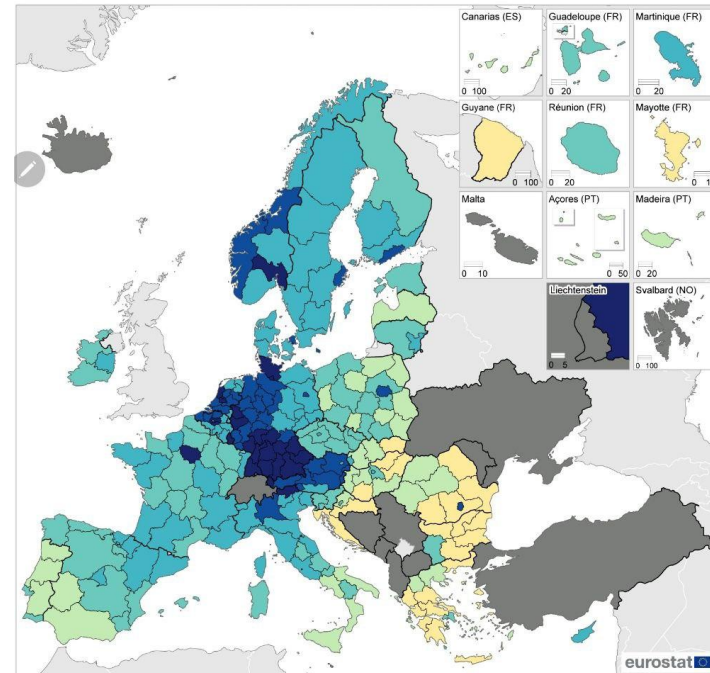 Canarias (ES)
0 100
Guadeloupe (FR)
0 20
Martinique (FR)
0 20
Guyane (FR)
0 100
Réunion (FR)
0 20
Mayotte (FR)
0
Malta
0 10
Açores (PT)
0 50
Madeira (PT)
0 20
Liechtenstein
0 5
Svalbard (NO)
0 100
eurostat